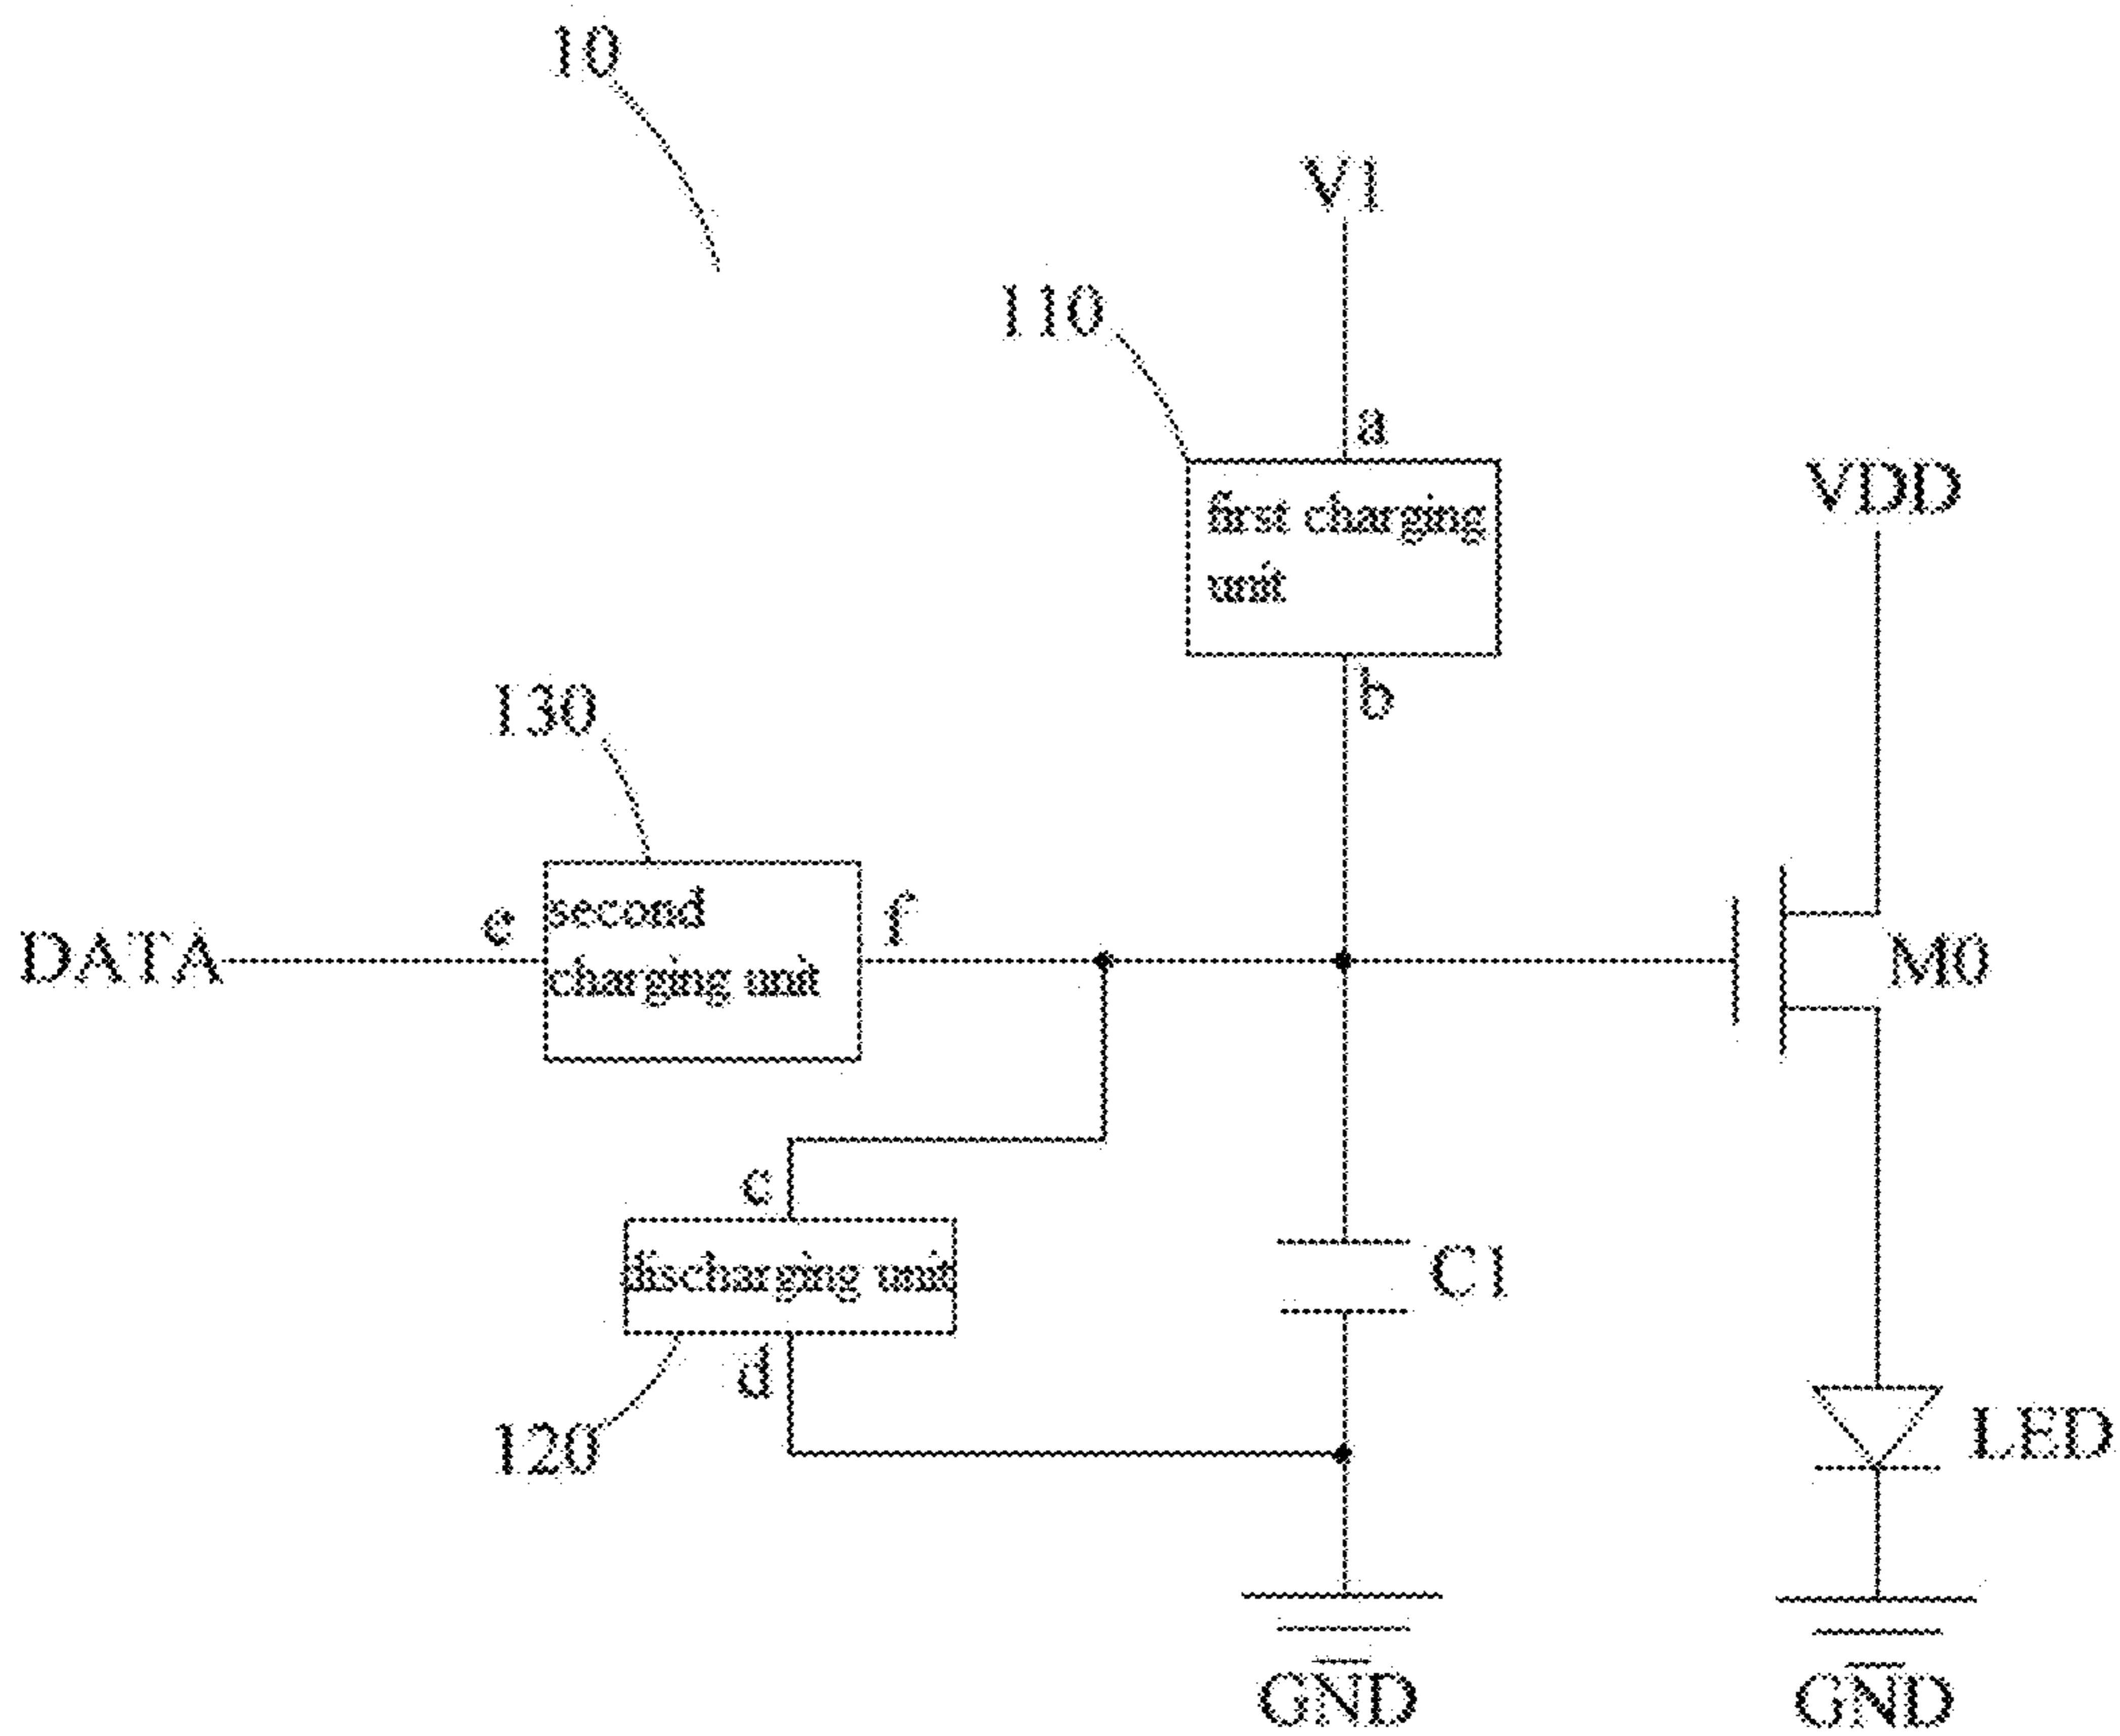 10
V1
110
a
first charging
unit
VDD
b
130
second
charging unit
e
f
DATA
M0
c
discharging unit
C1
d
120
LED
GND
GND